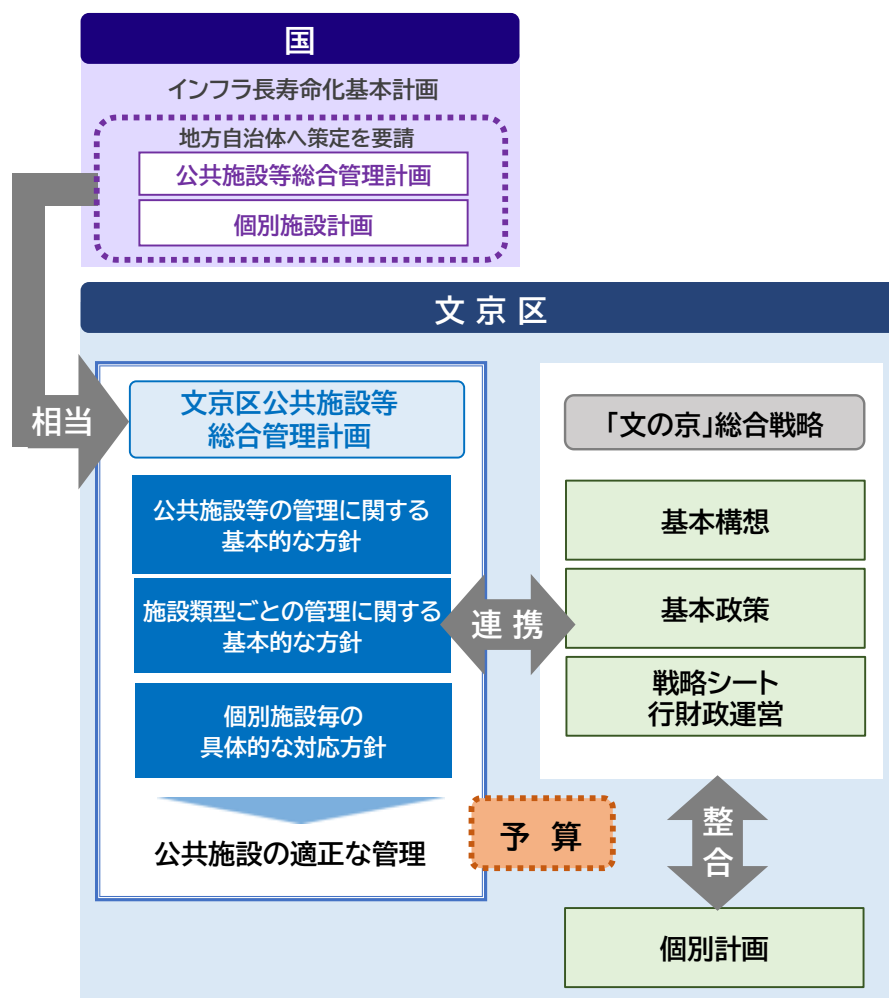 国
インフラ長寿命化基本計画
地方自治体へ策定を要請
公共施設等総合管理計画
個別施設計画
文京区
相当
文京区公共施設等
総合管理計画
公共施設等の管理に関する
基本的な方針
施設類型ごとの管理に関する
基本的な方針
個別施設毎の
具体的な対応方針
公共施設の適正な管理
連携
「文の京」総合戦略
基本構想
基本政策
戦略シート
行財政運営
予算
整
合
個別計画